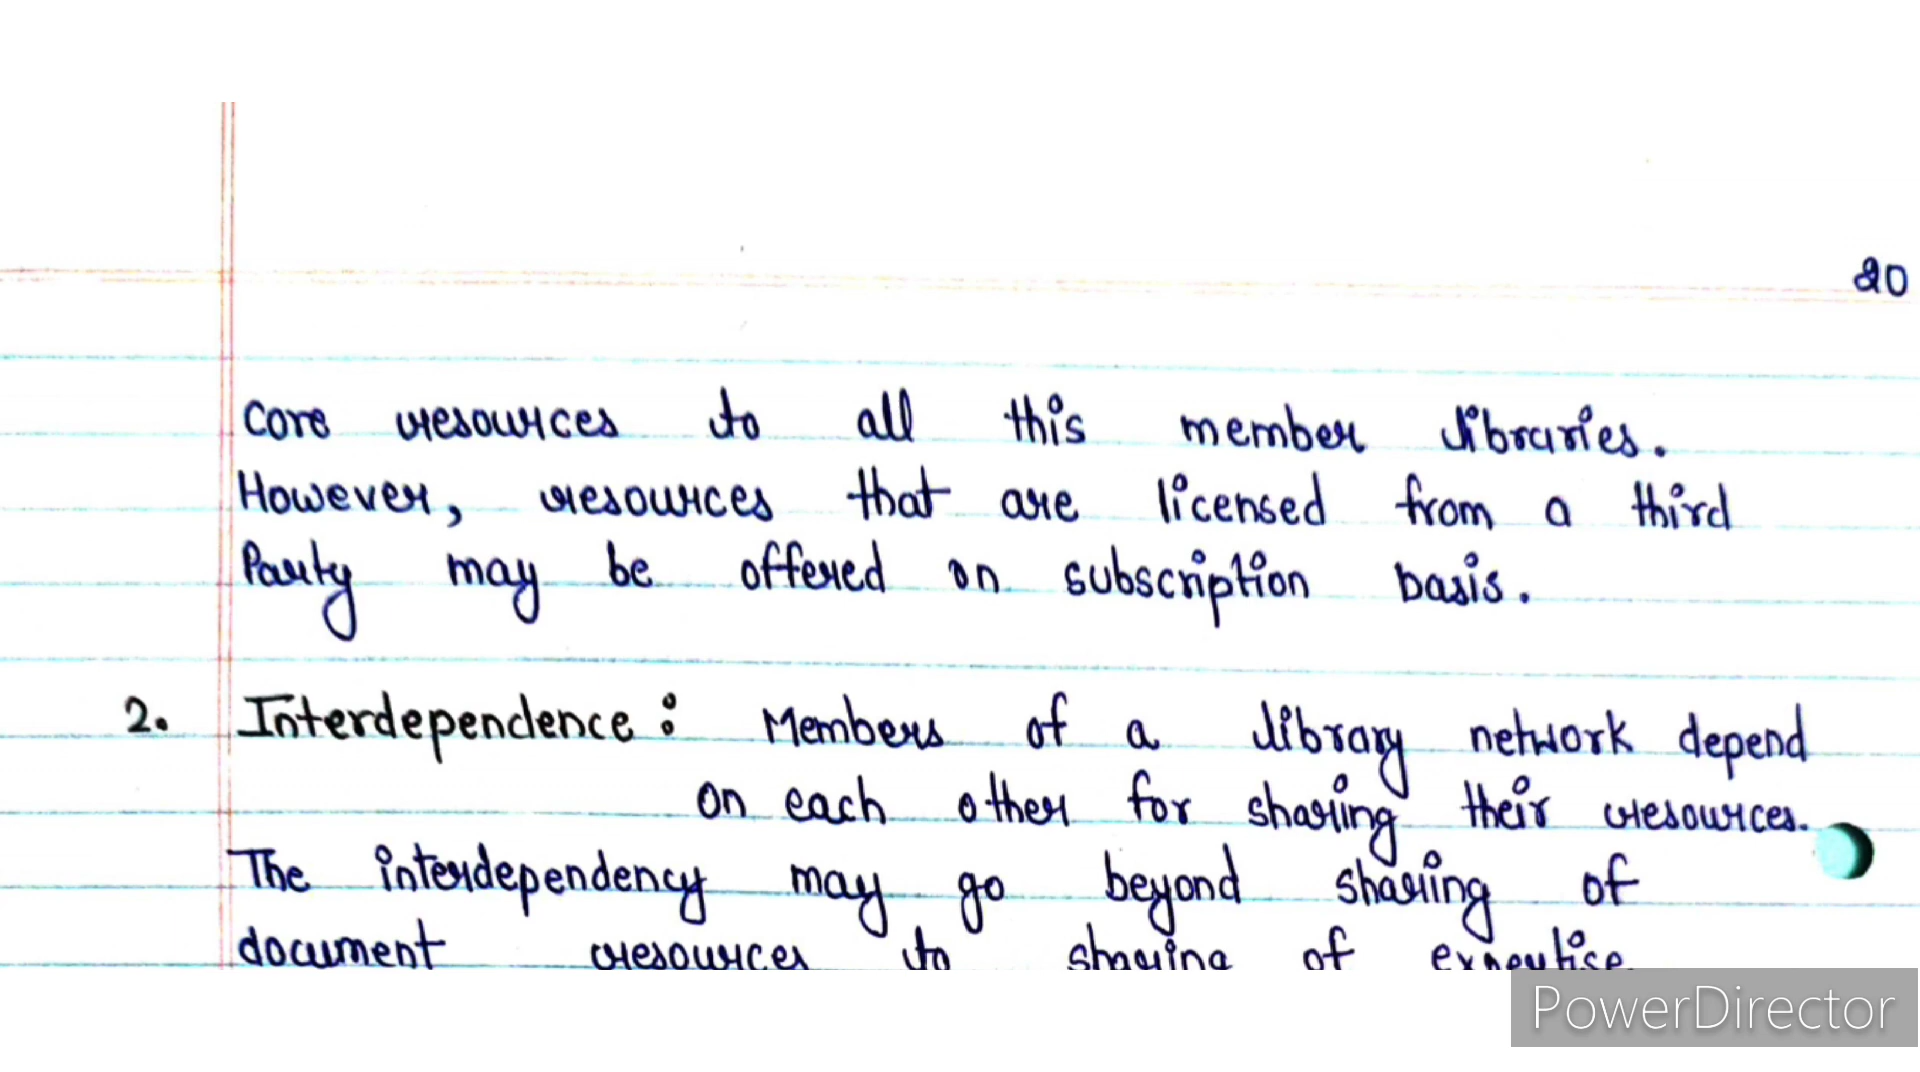 20
core resources to all this member libraries.
However, resources that are licensed from a third
Party may be offered on subscription basis.
2. Interdependence : Members of a library network depend
on each other for sharing their resources.
The interdependency may go beyond sharing of
document resources to sharing of expertise
PowerDirector